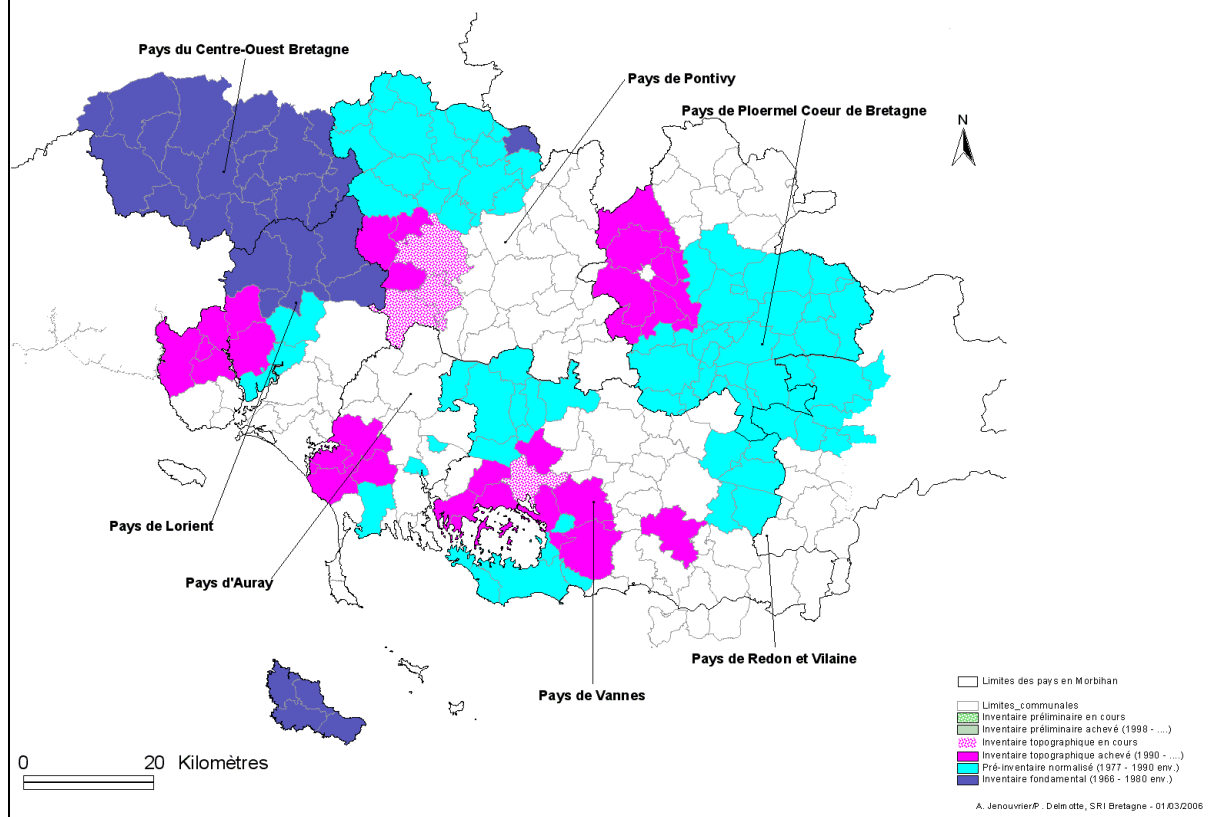 Pays du Centre-Ouest Bretagne
Pays de Pontivy
Pays de Ploermel Coeur de Bretagne
N
Pays de Lorient
Pays d'Auray
Pays de Redon et Vilaine
Pays de Vannes
0 20 Kilomètres
Limites des pays en Morbihan
Limites_communales
Inventaire préliminaire en cours
Inventaire préliminaire achevé (1998 - ....)
Inventaire topographique en cours
Inventaire topographique achevé (1990 - ....)
Pré-inventaire normalisé (1977 - 1990 env.)
Inventaire fondamental (1966 - 1980 env.)
A. Jenouvrier/P. Delmotte, SRI Bretagne - 01/03/2006